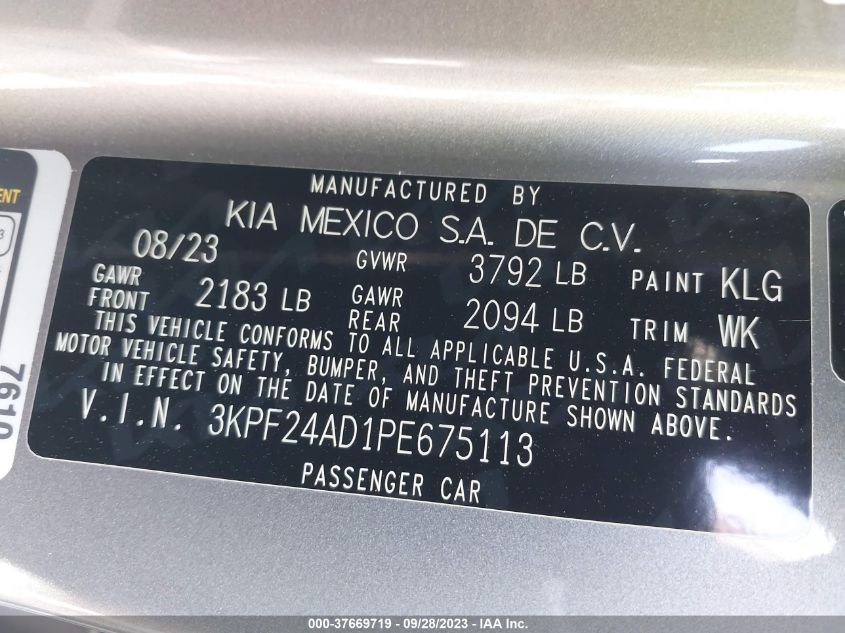 MANUFACTURED BY
KIA MEXICO S.A. DE C.V.
08/23 GVWR 3792 LB PAINT KLG
GAWR FRONT 2183 LB GAWR REAR 2094 LB TRIM WK
THIS VEHICLE CONFORMS TO ALL APPLICABLE U.S.A. FEDERAL
MOTOR VEHICLE SAFETY, BUMPER, AND THEFT PREVENTION STANDARDS
IN EFFECT ON THE DATE OF MANUFACTURE SHOWN ABOVE.
V.I.N. 3KPF24AD1PE675113
PASSENGER CAR
7610
000-37669719 - 09/28/2023 - IAA Inc.